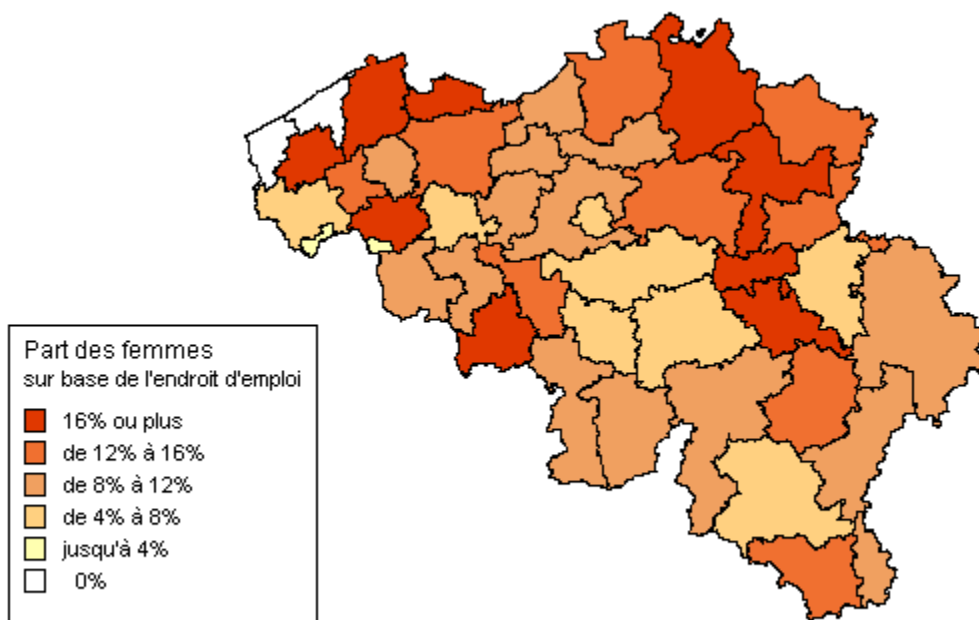 Part des femmes
sur base de l'endroit d'emploi
16% ou plus
de 12% à 16%
de 8% à 12%
de 4% à 8%
jusqu'à 4%
0%